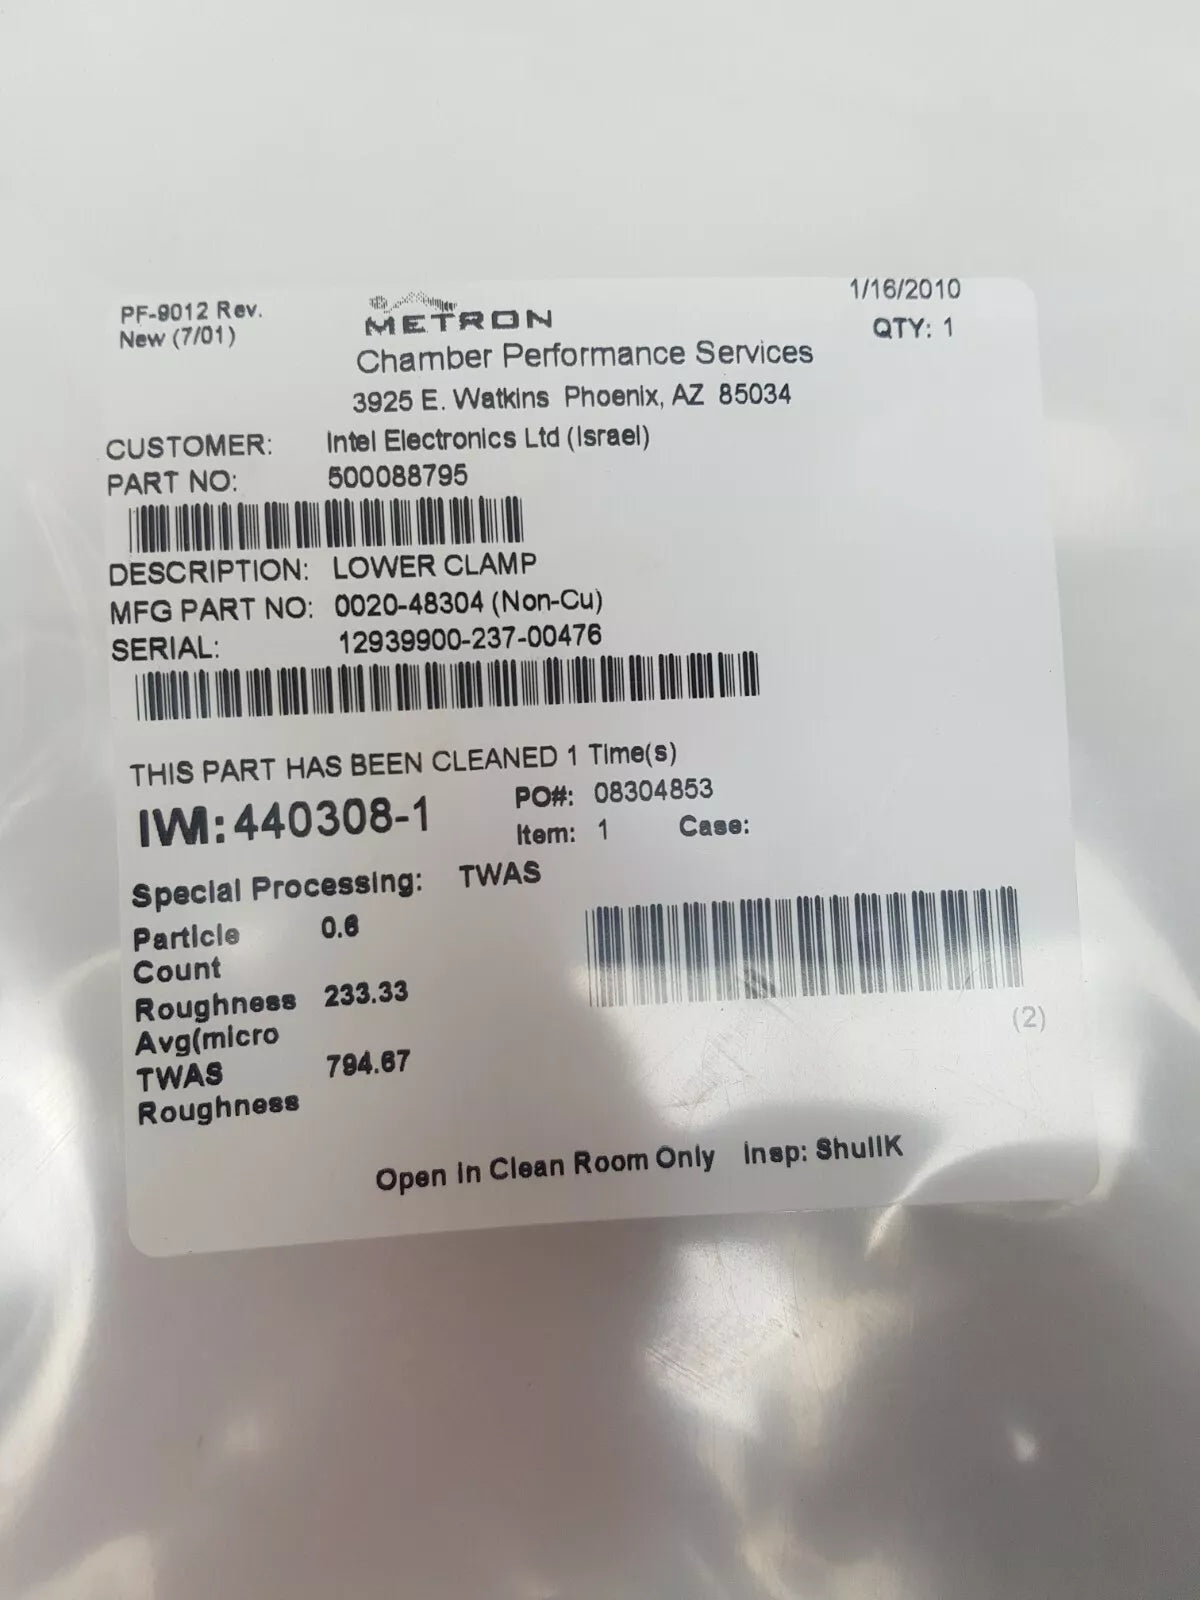 PF-9012 Rev.
New (7/01)
METRON
1/16/2010
QTY: 1
Chamber Performance Services
3925 E. Watkins Phoenix, AZ 85034
CUSTOMER: Intel Electronics Ltd (Israel)
PART NO: 500088795
DESCRIPTION: LOWER CLAMP
MFG PART NO: 0020-48304 (Non-Cu)
SERIAL: 12939900-237-00476
THIS PART HAS BEEN CLEANED 1 Time(s)
IWI: 440308-1
PO#: 08304853
Item: 1 Case:
Special Processing: TWAS
Particle 0.6
Count
Roughness 233.33
Avg(micro
TWAS 794.67
Roughness
(2)
Open in Clean Room Only Insp: ShullK